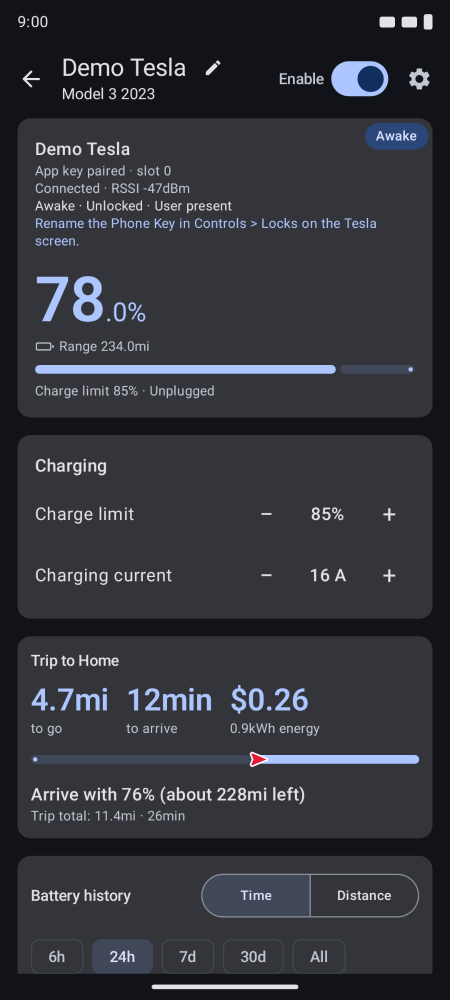 9:00
Demo Tesla
Model 3 2023
Enable
Awake
Demo Tesla
App key paired · slot 0
Connected · RSSI -47dBm
Awake · Unlocked · User present
Rename the Phone Key in Controls > Locks on the Tesla
screen.
78.0%
Range 234.0mi
Charge limit 85% · Unplugged
Charging
Charge limit − 85% +
Charging current − 16 A +
Trip to Home
4.7mi 12min $0.26
to go to arrive 0.9kWh energy
Arrive with 76% (about 228mi left)
Trip total: 11.4mi · 26min
Battery history Time Distance
6h 24h 7d 30d All